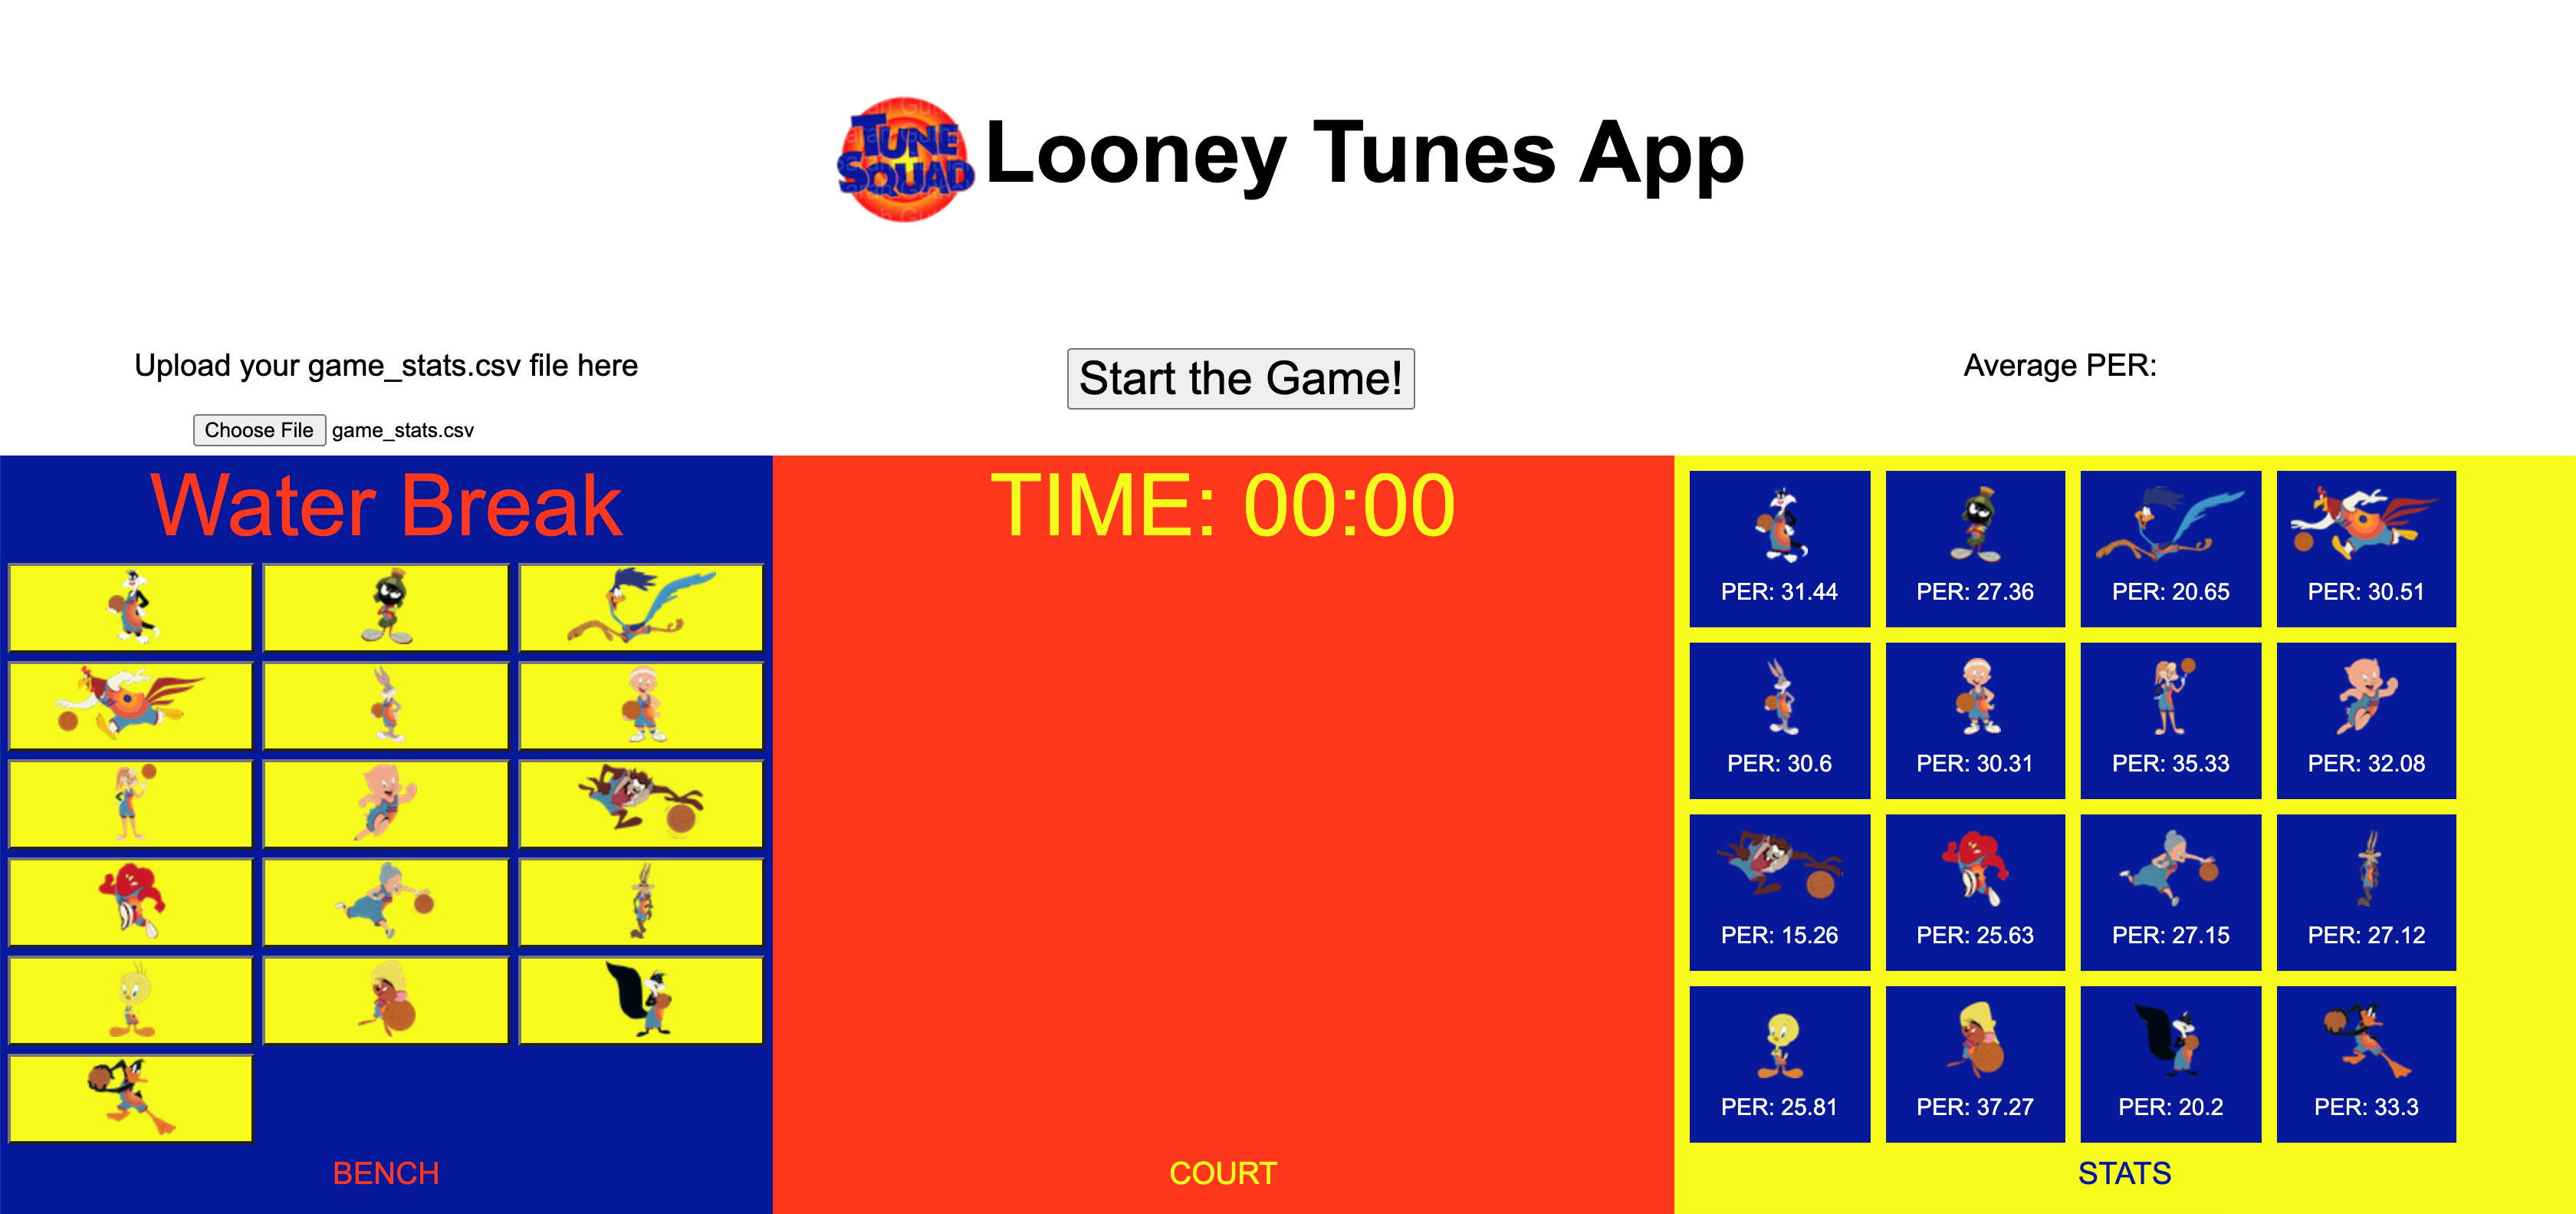 TUNE
SQUAD
Looney Tunes App
Upload your game_stats.csv file here
Choose File game_stats.csv
Start the Game!
Average PER:
Water Break
BENCH
TIME: 00:00
COURT
PER: 31.44 PER: 27.36 PER: 20.65 PER: 30.51
PER: 30.6 PER: 30.31 PER: 35.33 PER: 32.08
PER: 15.26 PER: 25.63 PER: 27.15 PER: 27.12
PER: 25.81 PER: 37.27 PER: 20.2 PER: 33.3
STATS